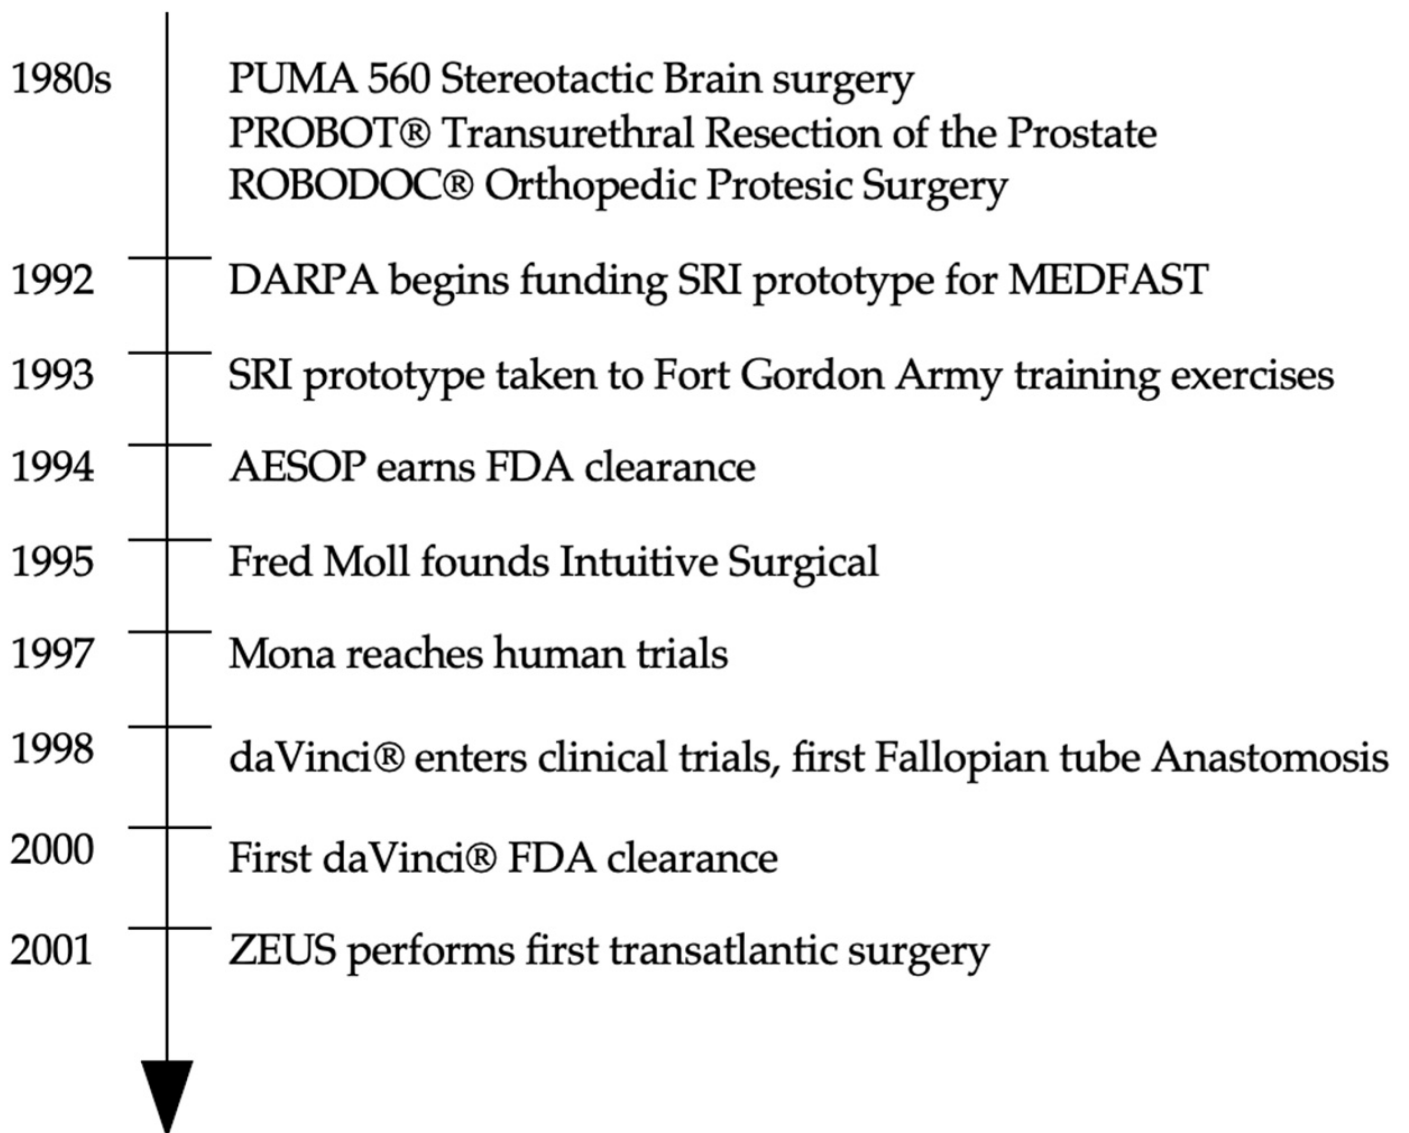 1980s PUMA 560 Stereotactic Brain surgery
PROBOT® Transurethral Resection of the Prostate
ROBODOC® Orthopedic Protesic Surgery
1992 DARPA begins funding SRI prototype for MEDFAST
1993 SRI prototype taken to Fort Gordon Army training exercises
1994 AESOP earns FDA clearance
1995 Fred Moll founds Intuitive Surgical
1997 Mona reaches human trials
1998 daVinci® enters clinical trials, first Fallopian tube Anastomosis
2000 First daVinci® FDA clearance
2001 ZEUS performs first transatlantic surgery